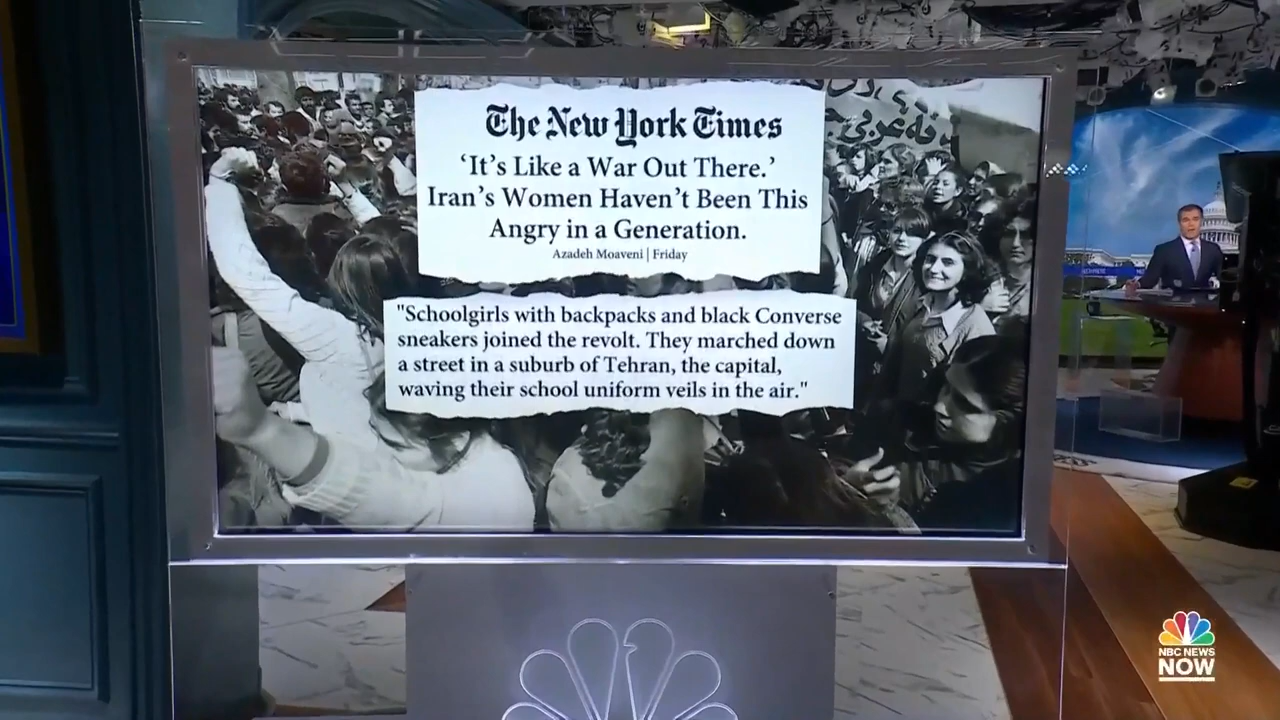 The New York Times
‘It’s Like a War Out There.’
Iran’s Women Haven’t Been This
Angry in a Generation.
Azadeh Moaveni | Friday
"Schoolgirls with backpacks and black Converse
sneakers joined the revolt. They marched down
a street in a suburb of Tehran, the capital,
waving their school uniform veils in the air."
NBC NEWS
NOW